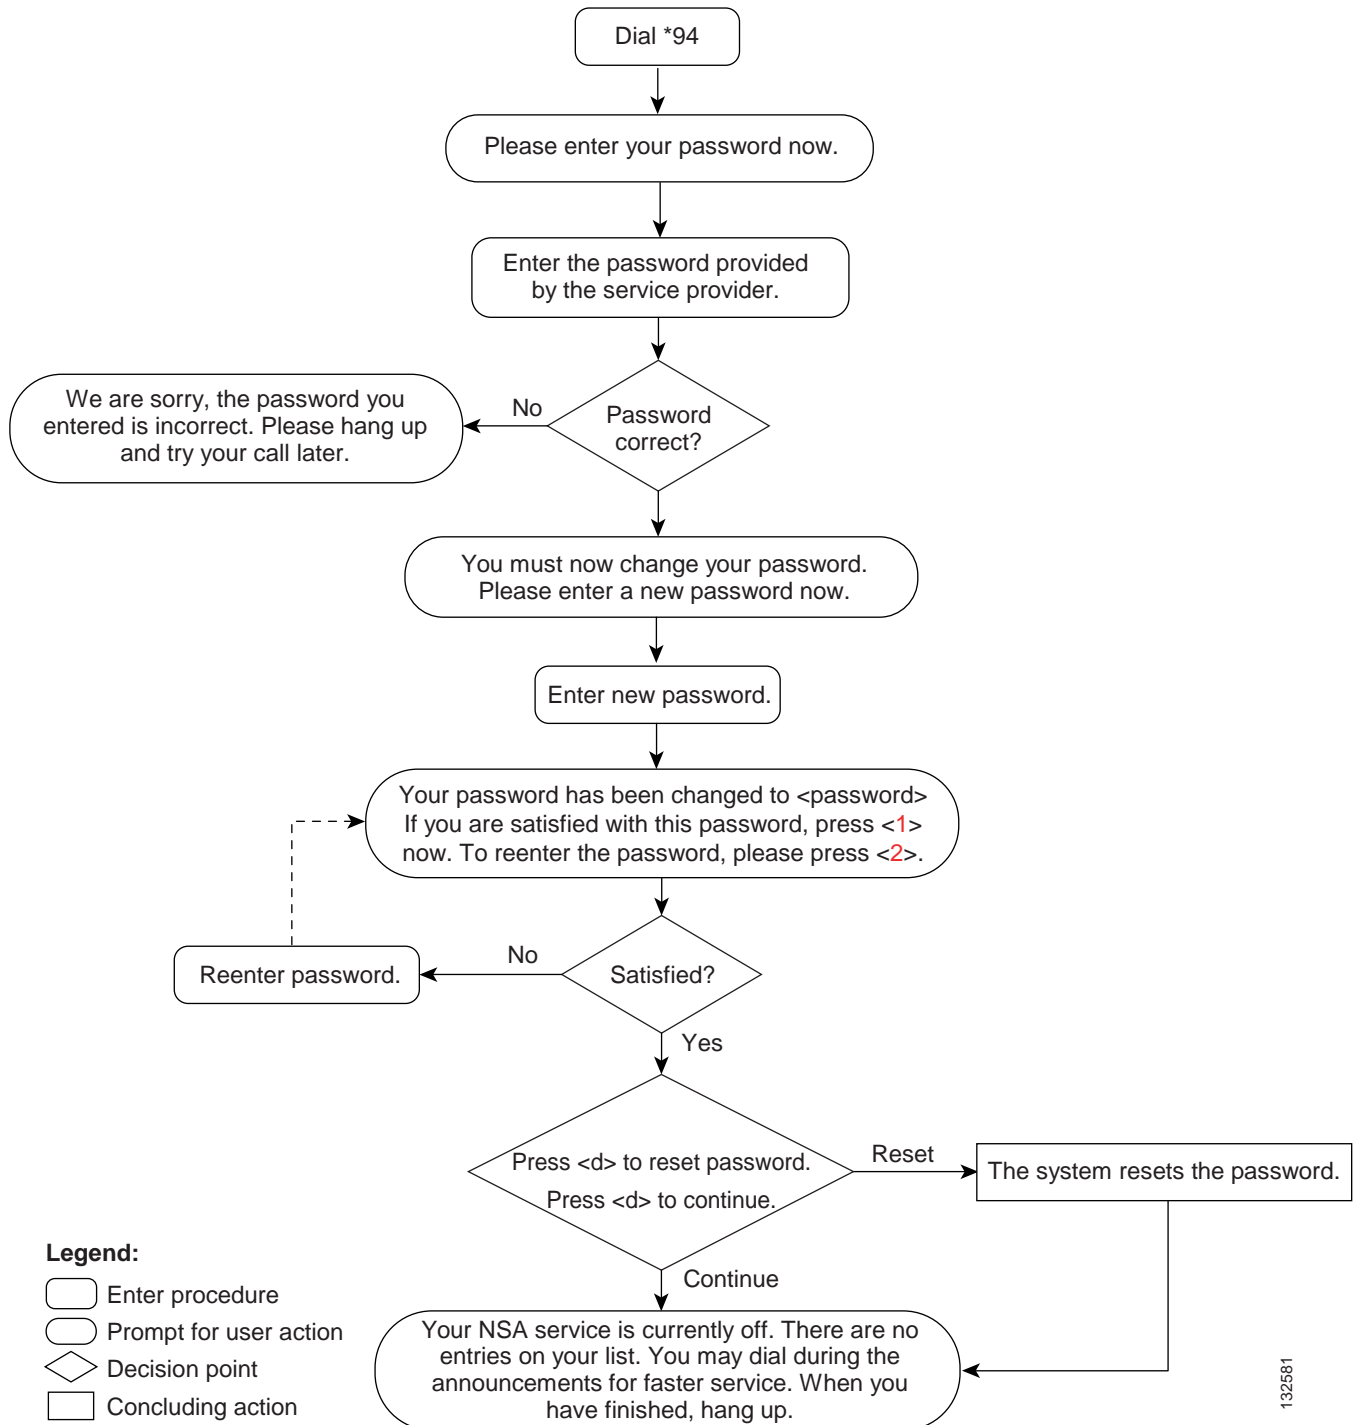 Dial *94
Please enter your password now.
Enter the password provided
by the service provider.
We are sorry, the password you
entered is incorrect. Please hang up
and try your call later.
No
Password
correct?
You must now change your password.
Please enter a new password now.
Enter new password.
Your password has been changed to <password>
If you are satisfied with this password, press <1>
now. To reenter the password, please press <2>.
Reenter password.
No
Satisfied?
Yes
Press <d> to reset password.
Press <d> to continue.
Reset
The system resets the password.
Continue
Your NSA service is currently off. There are no
entries on your list. You may dial during the
announcements for faster service. When you
have finished, hang up.
Legend:
Enter procedure
Prompt for user action
Decision point
Concluding action
132581